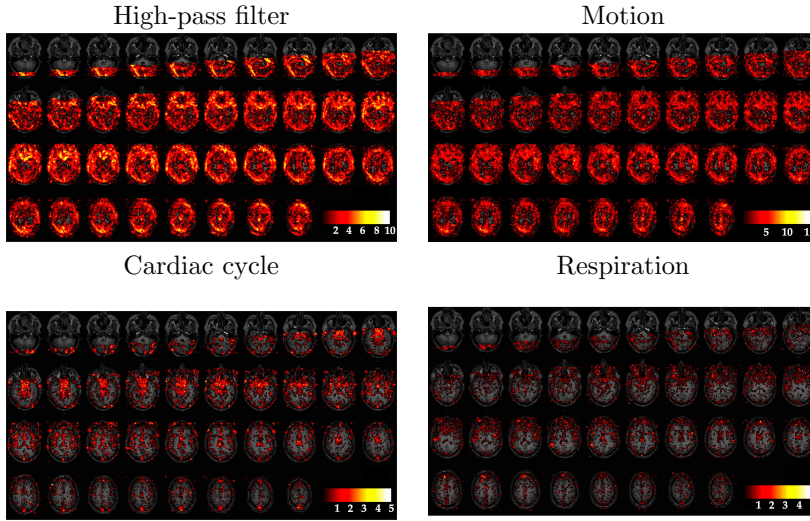 High-pass filter
Motion
2 4 6 8 10
5 10 1
Cardiac cycle
Respiration
1 2 3 4 5
1 2 3 4